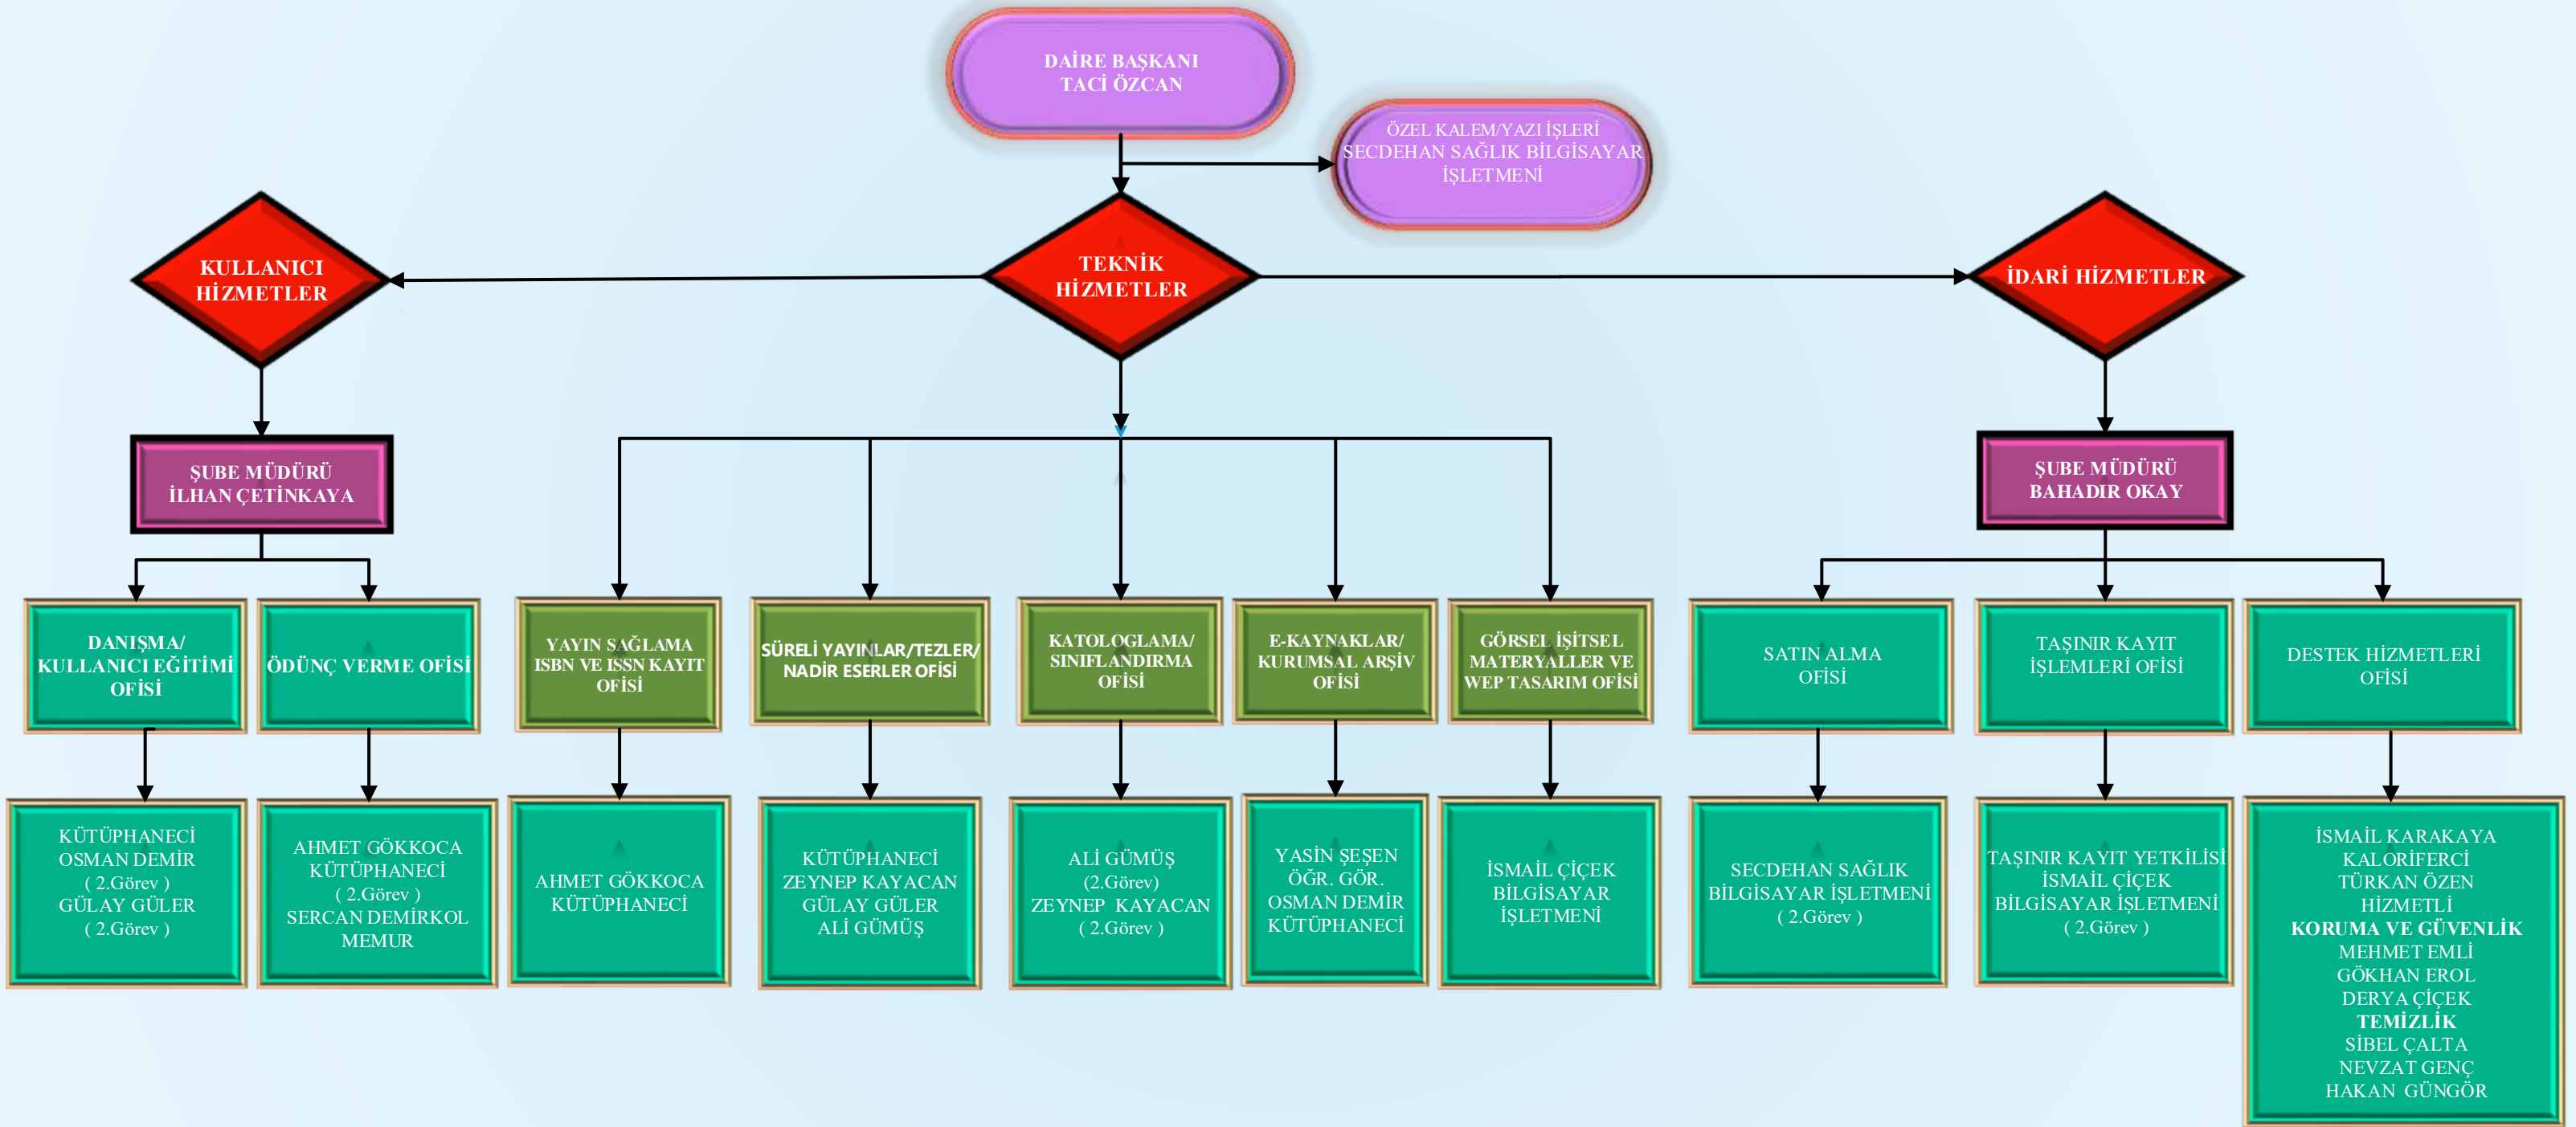 DAİRE BAŞKANI
TACİ ÖZCAN
ÖZEL KALEM/YAZI İŞLERİ
SECDEHAN SAĞLIK BİLGİSAYAR
İŞLETMENİ
KULLANICI
HİZMETLER
TEKNİK
HİZMETLER
İDARİ HİZMETLER
ŞUBE MÜDÜRÜ
İLHAN ÇETİNKAYA
ŞUBE MÜDÜRÜ
BAHADIR OKAY
DANIŞMA/
KULLANICI EĞİTİMİ
OFİSİ
ÖDÜNÇ VERME OFİSİ
YAYIN SAĞLAMA
ISBN VE ISSN KAYIT
OFİSİ
SÜRELİ YAYINLAR/TEZLER/
NADİR ESERLER OFİSİ
KATOLOGLAMA/
SINIFLANDIRMA
OFİSİ
E-KAYNAKLAR/
KURUMSAL ARŞİV
OFİSİ
GÖRSEL İŞİTSEL
MATERYALLER VE
WEP TASARIM OFİSİ
SATIN ALMA
OFİSİ
TAŞINIR KAYIT
İŞLEMLERİ OFİSİ
DESTEK HİZMETLERİ
OFİSİ
KÜTÜPHANECİ
OSMAN DEMİR
( 2.Görev )
GÜLAY GÜLER
( 2.Görev )
AHMET GÖKKOCA
KÜTÜPHANECİ
( 2.Görev )
SERCAN DEMİRKOL
MEMUR
AHMET GÖKKOCA
KÜTÜPHANECİ
KÜTÜPHANECİ
ZEYNEP KAYACAN
GÜLAY GÜLER
ALİ GÜMÜŞ
ALİ GÜMÜŞ
(2.Görev)
ZEYNEP  KAYACAN
( 2.Görev )
YASİN ŞEŞEN
ÖĞR. GÖR.
OSMAN DEMİR
KÜTÜPHANECİ
İSMAİL ÇİÇEK
BİLGİSAYAR
İŞLETMENİ
SECDEHAN SAĞLIK
BİLGİSAYAR İŞLETMENİ
( 2.Görev )
TAŞINIR KAYIT YETKİLİSİ
İSMAİL ÇİÇEK
BİLGİSAYAR İŞLETMENİ
( 2.Görev )
İSMAİL KARAKAYA
KALORİFERCİ
TÜRKAN ÖZEN
HİZMETLİ
KORUMA VE GÜVENLİK
MEHMET EMLİ
GÖKHAN EROL
DERYA ÇİÇEK
TEMİZLİK
SİBEL ÇALTA
NEVZAT GENÇ
HAKAN  GÜNGÖR